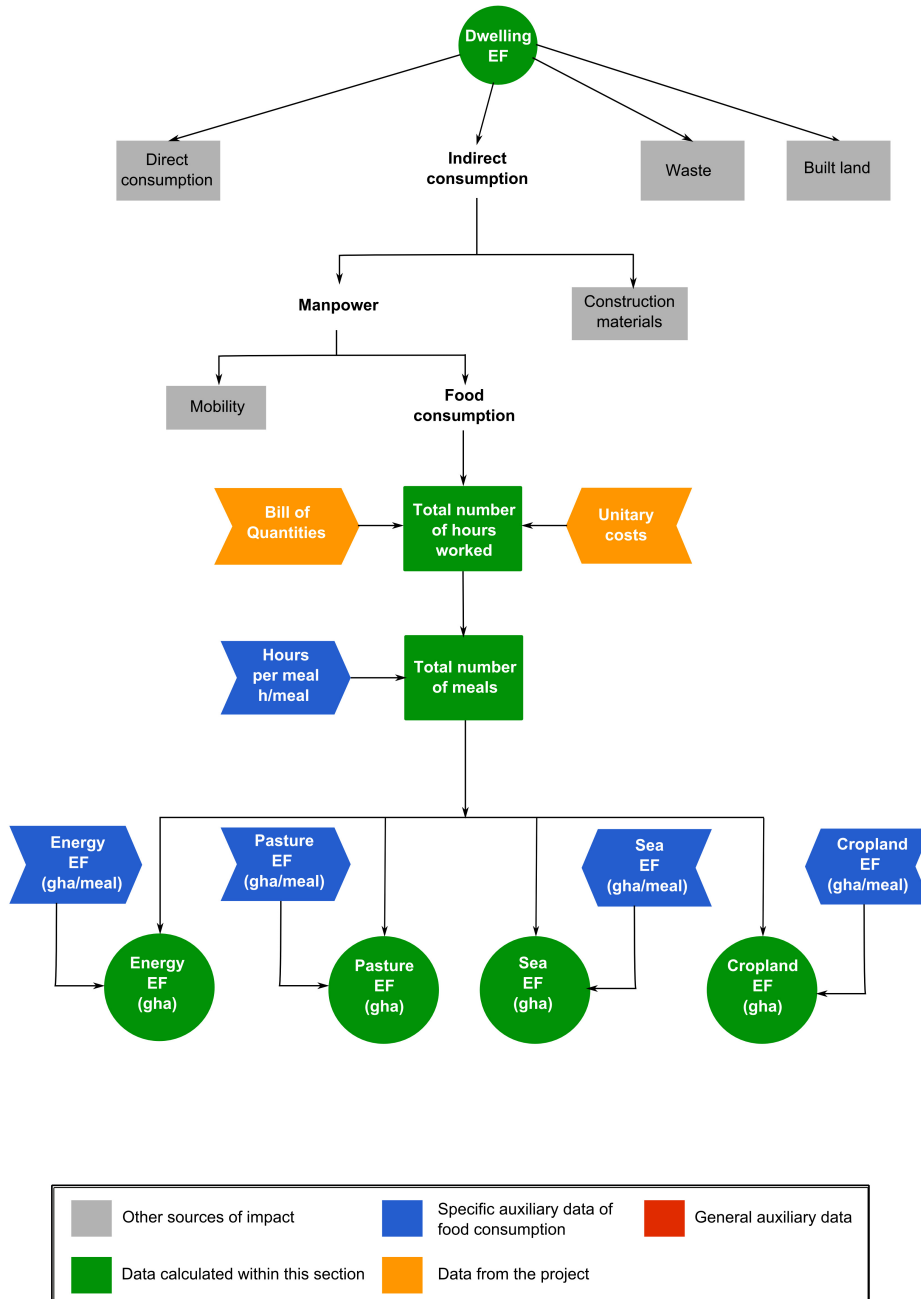 Dwelling
EF
Direct
consumption
Indirect
consumption
Waste
Built land
Manpower
Construction
materials
Mobility
Food
consumption
Bill of
Quantities
Total number
of hours
worked
Unitary
costs
Hours
per meal
h/meal
Total number
of meals
Energy
EF
(gha/meal)
Pasture
EF
(gha/meal)
Sea
EF
(gha/meal)
Cropland
EF
(gha/meal)
Energy
EF
(gha)
Pasture
EF
(gha)
Sea
EF
(gha)
Cropland
EF
(gha)
Other sources of impact
Specific auxiliary data of
food consumption
General auxiliary data
Data calculated within this section
Data from the project